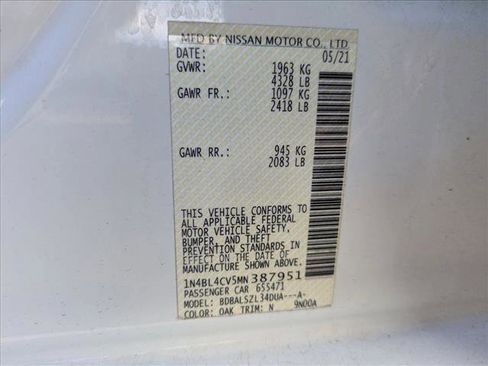 MFD BY NISSAN MOTOR CO., LTD.
DATE: 05/21
GVWR: 1963 KG
4328 LB
GAWR FR.: 1097 KG
2418 LB
GAWR RR.: 945 KG
2083 LB
THIS VEHICLE CONFORMS TO
ALL APPLICABLE FEDERAL
MOTOR VEHICLE SAFETY,
BUMPER, AND THEFT
PREVENTION STANDARDS IN
EFFECT ON THE DATE OF
MANUFACTURE SHOWN ABOVE.
1N4BL4CV5MN387951
PASSENGER CAR 655471
MODEL: BDBALSZL34DUA---A-
COLOR: QAK TRIM: N 9N00A